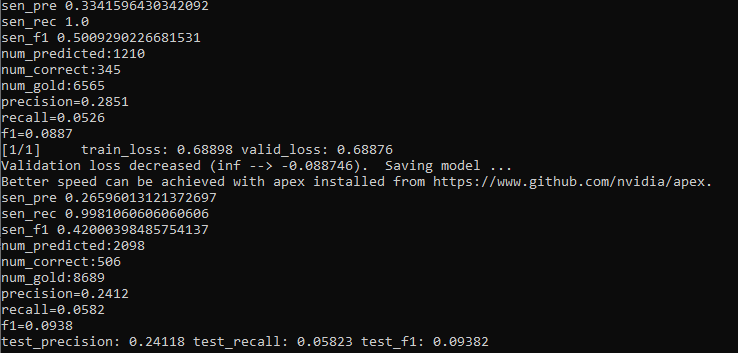 sen_pre 0.3341596430342092
sen_rec 1.0
sen_f1 0.5009290226681531
num_predicted:1210
num_correct:345
num_gold:6565
precision=0.2851
recall=0.0526
f1=0.0887
[1/1] train_loss: 0.68898 valid_loss: 0.68876
Validation loss decreased (inf --> -0.088746). Saving model ...
Better speed can be achieved with apex installed from https://www.github.com/nvidia/apex.
sen_pre 0.26596013121372697
sen_rec 0.9981060606060606
sen_f1 0.42000398485754137
num_predicted:2098
num_correct:506
num_gold:8689
precision=0.2412
recall=0.0582
f1=0.0938
test_precision: 0.24118 test_recall: 0.05823 test_f1: 0.09382